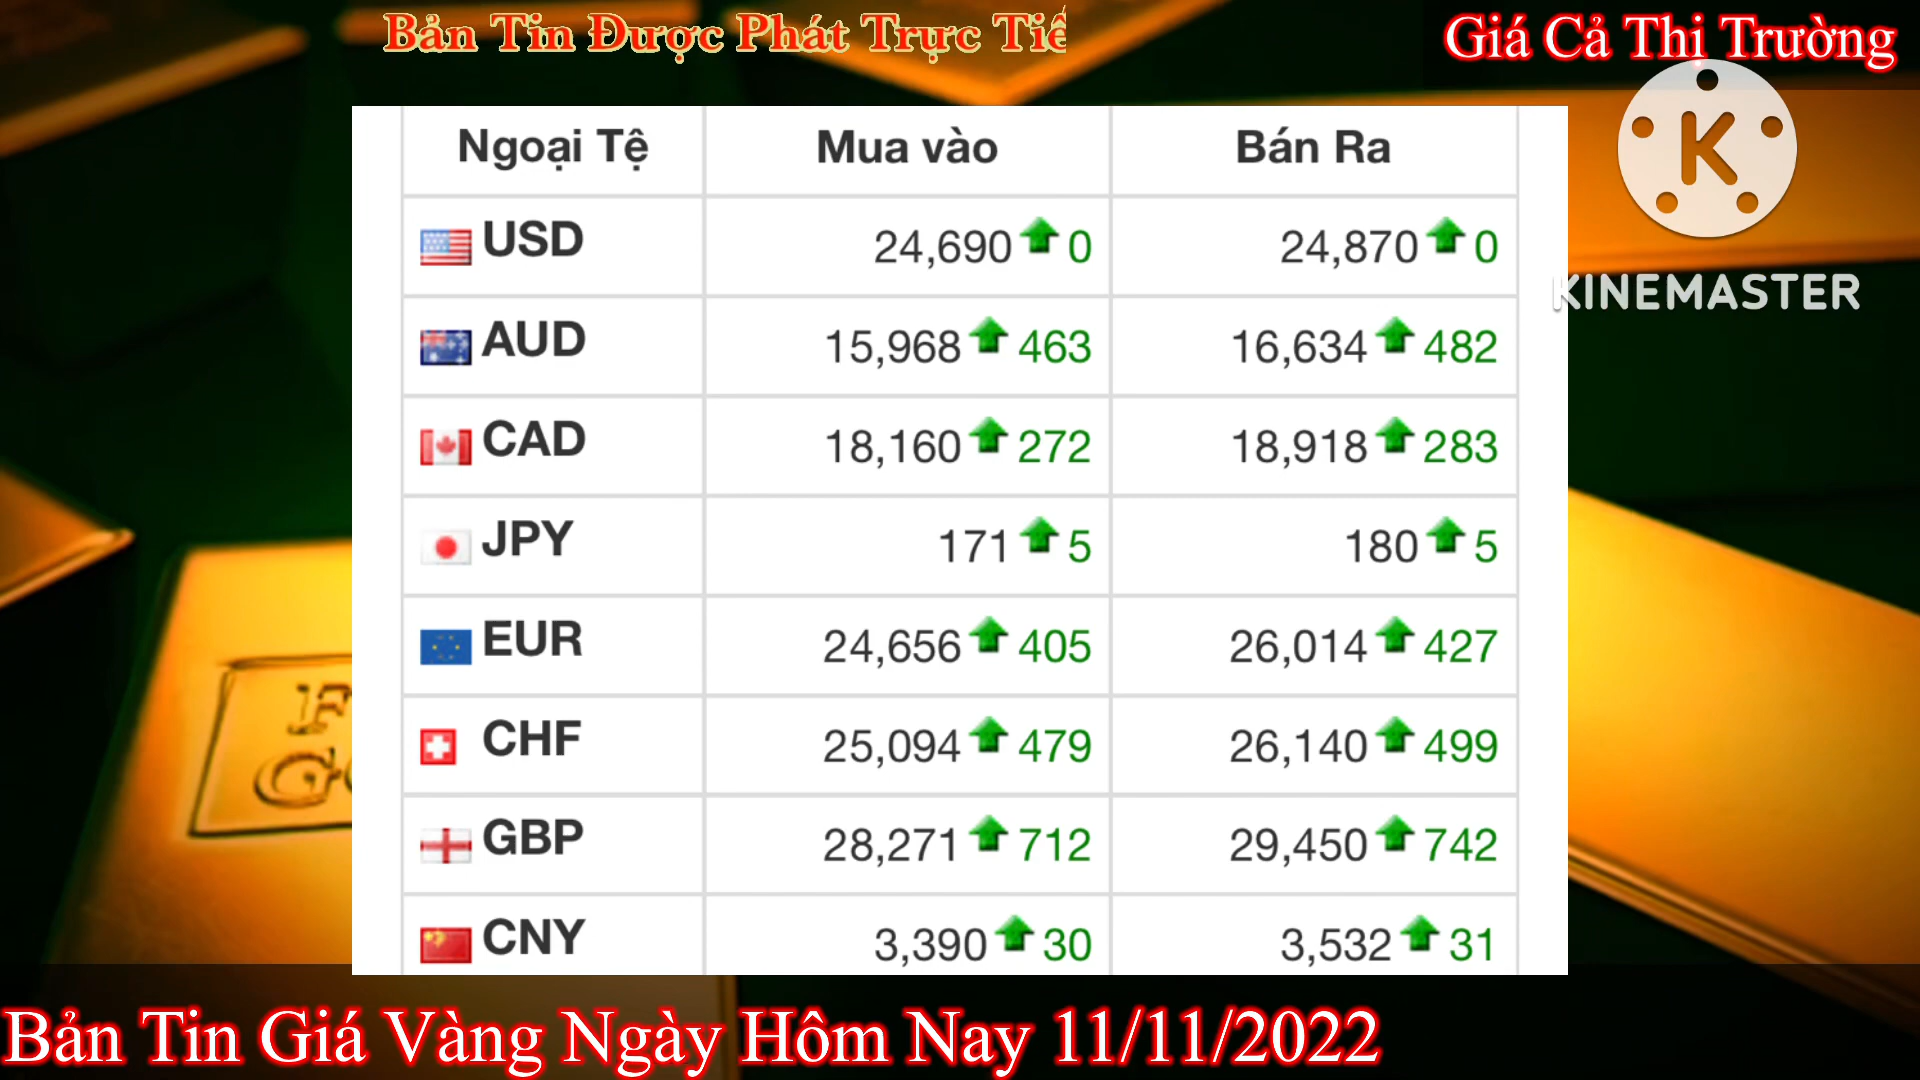 Bản Tin Được Phát Trực
Giá Cả Thị Trường
K
KINEMASTER
Ngoại Tệ Mua vào Bán Ra
USD 24,690 0 24,870 0
AUD 15,968 463 16,634 482
CAD 18,160 272 18,918 283
JPY 171 5 180 5
EUR 24,656 405 26,014 427
CHF 25,094 479 26,140 499
GBP 28,271 712 29,450 742
CNY 3,390 30 3,532 31
Bản Tin Giá Vàng Ngày Hôm Nay 11/11/2022